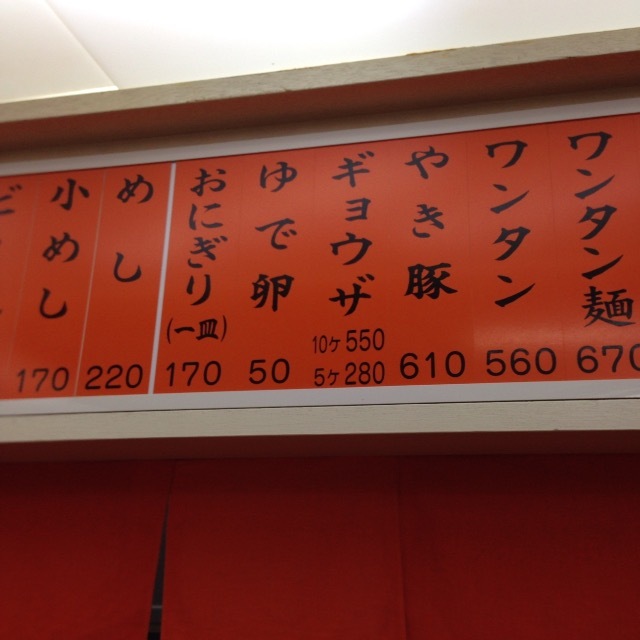 ワンタン麺
670
ワンタン
560
やき豚
610
ギョウザ
10ヶ550
5ヶ280
ゆで卵
50
おにぎり
(一皿)
170
めし
220
小めし
170